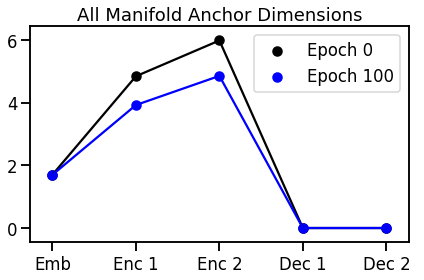 All Manifold Anchor Dimensions
Epoch 0
Epoch 100
6
4
2
0
Emb Enc 1 Enc 2 Dec 1 Dec 2